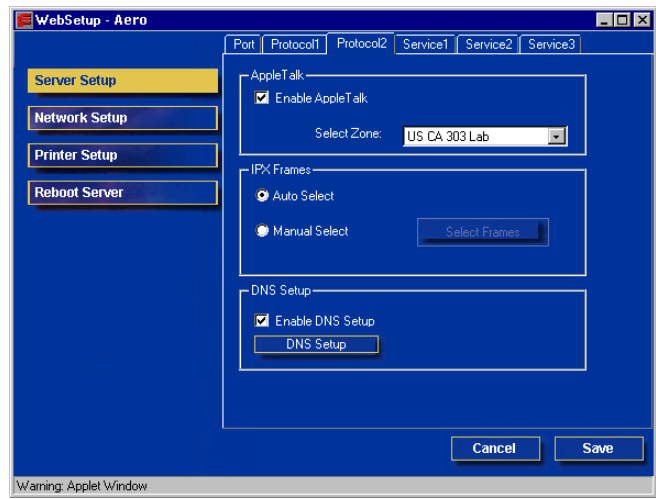 WebSetup - Aero
Port Protocol1 Protocol2 Service1 Service2 Service3
Server Setup
Network Setup
Printer Setup
Reboot Server
AppleTalk
Enable AppleTalk
Select Zone: US CA 303 Lab
IPX Frames
Auto Select
Manual Select Select Frames
DNS Setup
Enable DNS Setup
DNS Setup
Cancel Save
Warning: Applet Window